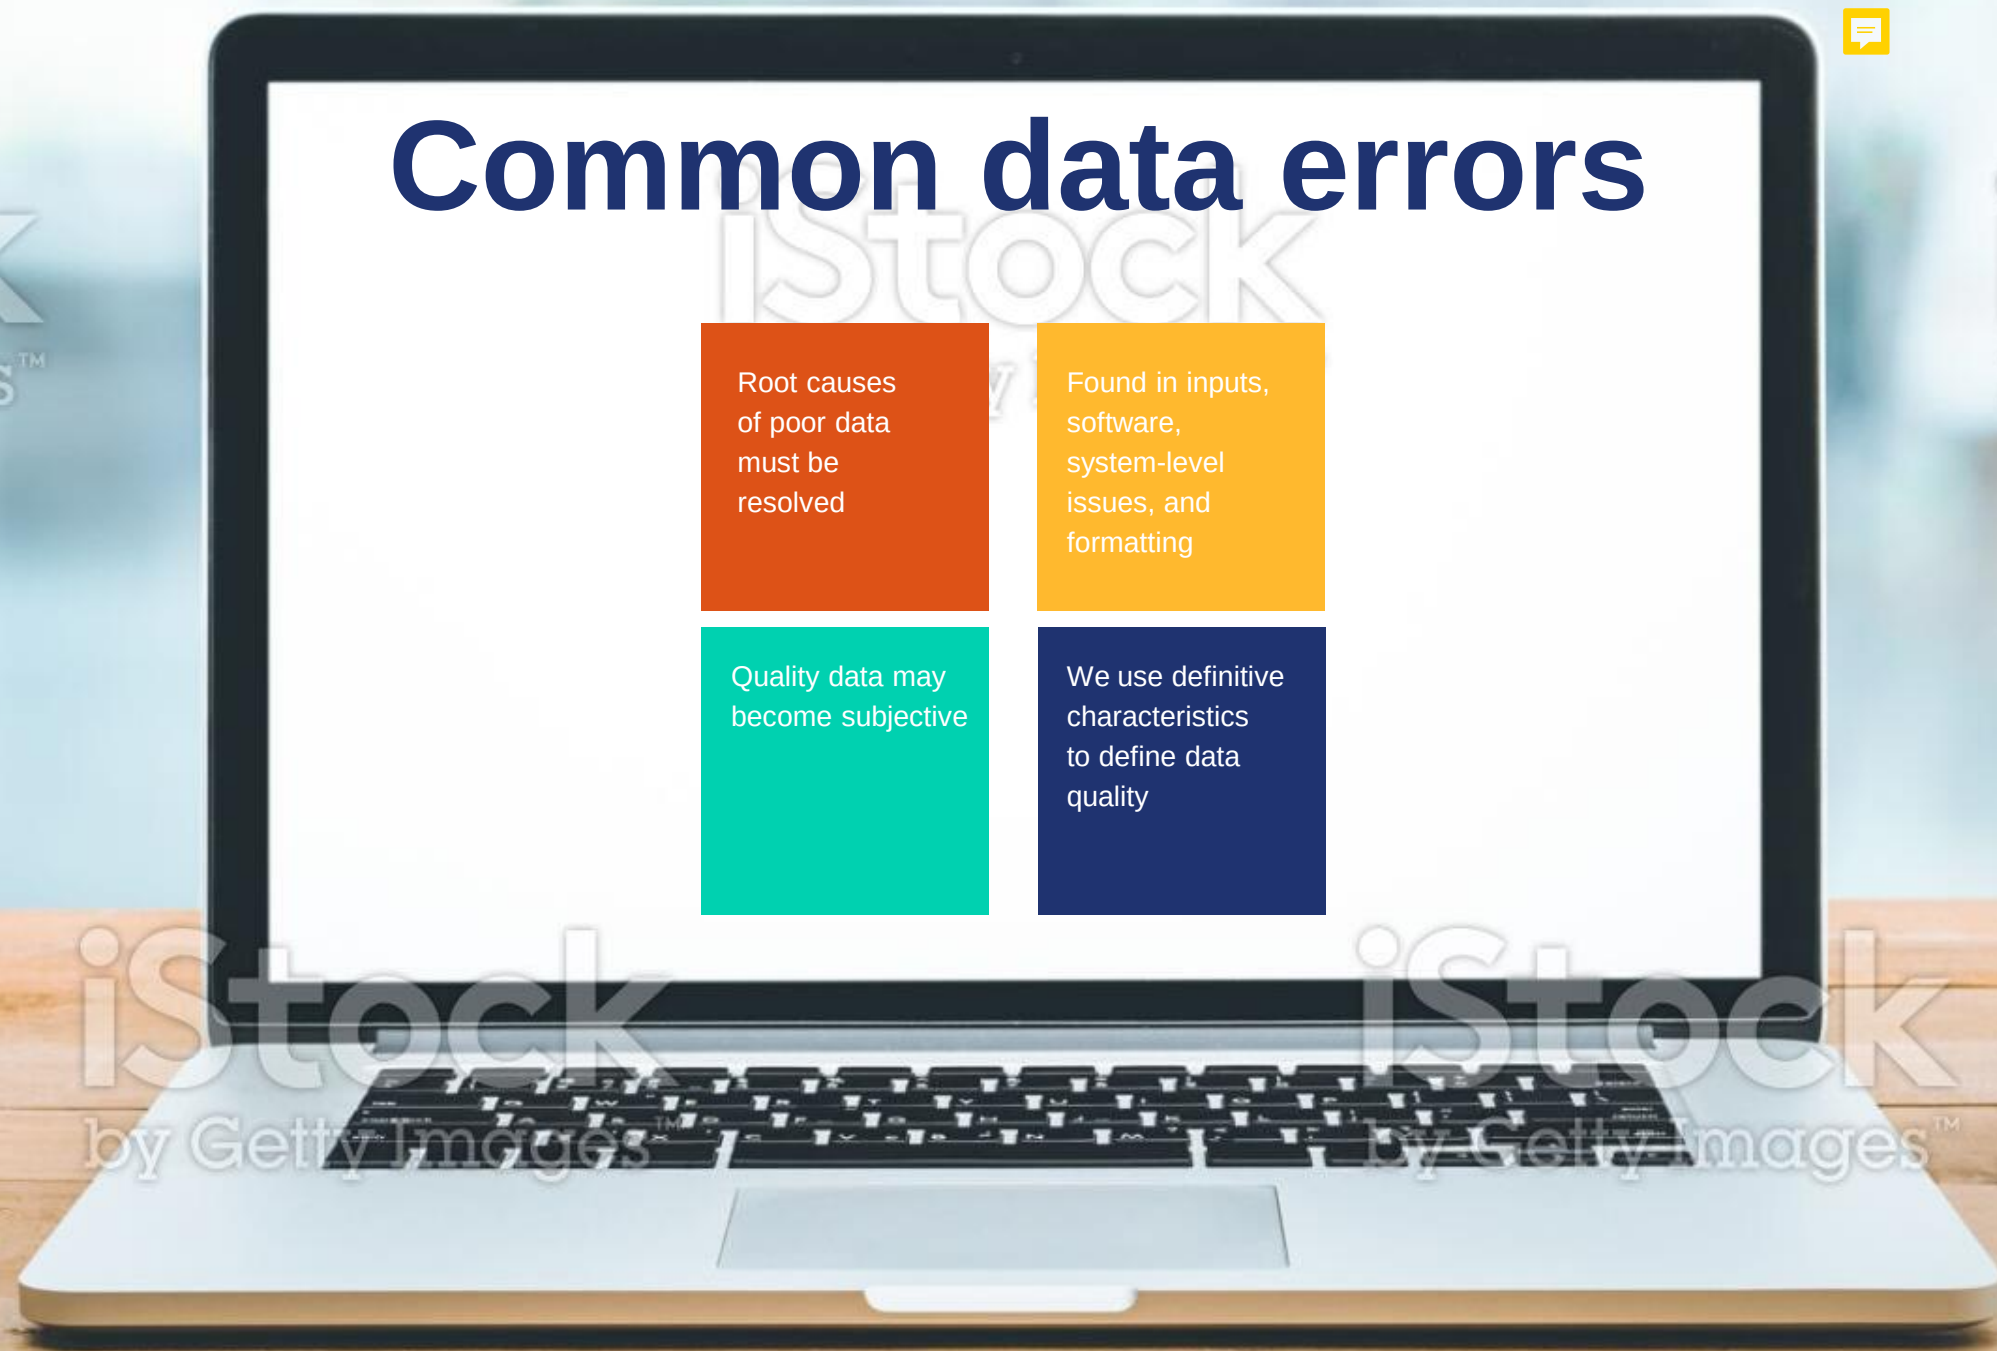 Common data errors
iStock
Root causes
of poor data
must be
resolved
Found in inputs,
software,
system-level
issues, and
formatting
Quality data may
become subjective
We use definitive
characteristics
to define data
quality
iStock
by Getty Images™
iStock
by Getty Images™